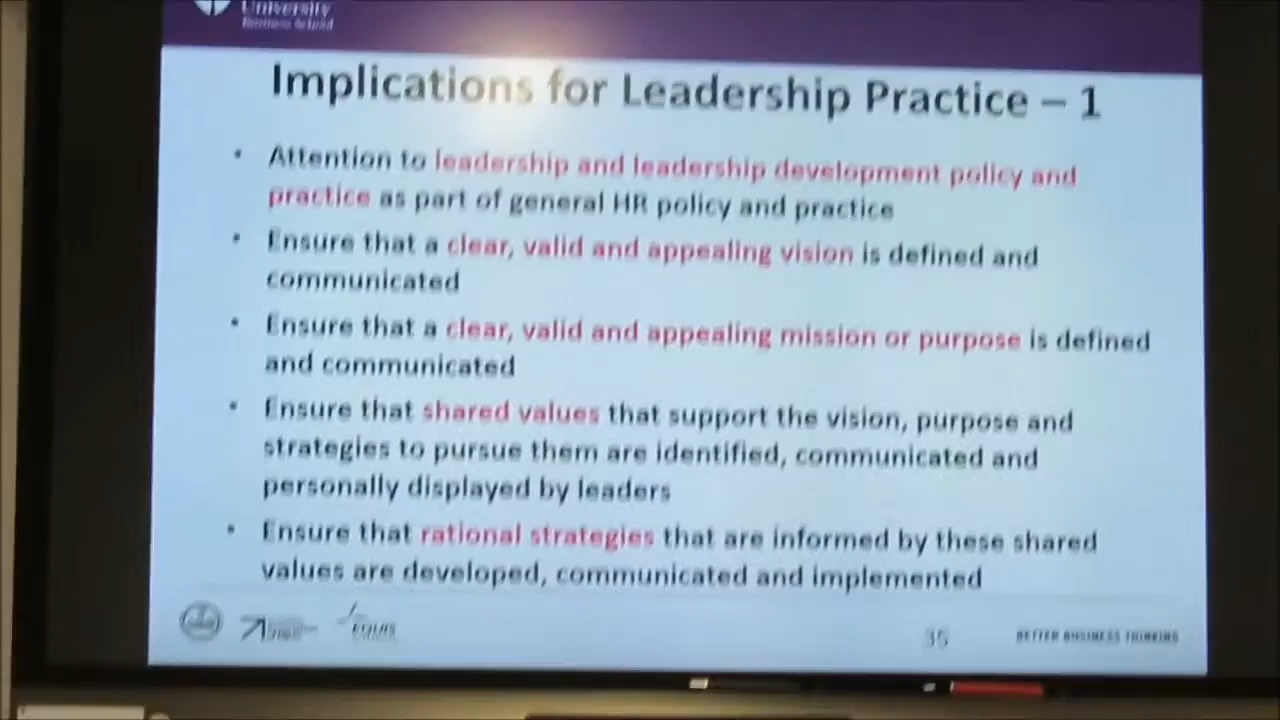 University
Business School
Implications for Leadership Practice – 1
• Attention to leadership and leadership development policy and
practice as part of general HR policy and practice
• Ensure that a clear, valid and appealing vision is defined and
communicated
• Ensure that a clear, valid and appealing mission or purpose is defined
and communicated
• Ensure that shared values that support the vision, purpose and
strategies to pursue them are identified, communicated and
personally displayed by leaders
• Ensure that rational strategies that are informed by these shared
values are developed, communicated and implemented
EQUIS
35
BETTER BUSINESS THINKING